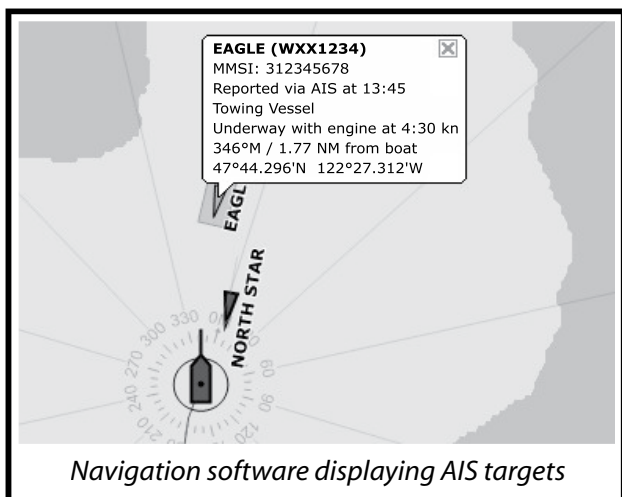 EAGLE (WXX1234)
MMSI: 312345678
Reported via AIS at 13:45
Towing Vessel
Underway with engine at 4:30 kn
346°M / 1.77 NM from boat
47°44.296'N 122°27.312'W
EAGL
NORTH STAR
330
300
270
240
210
60
90
Navigation software displaying AIS targets